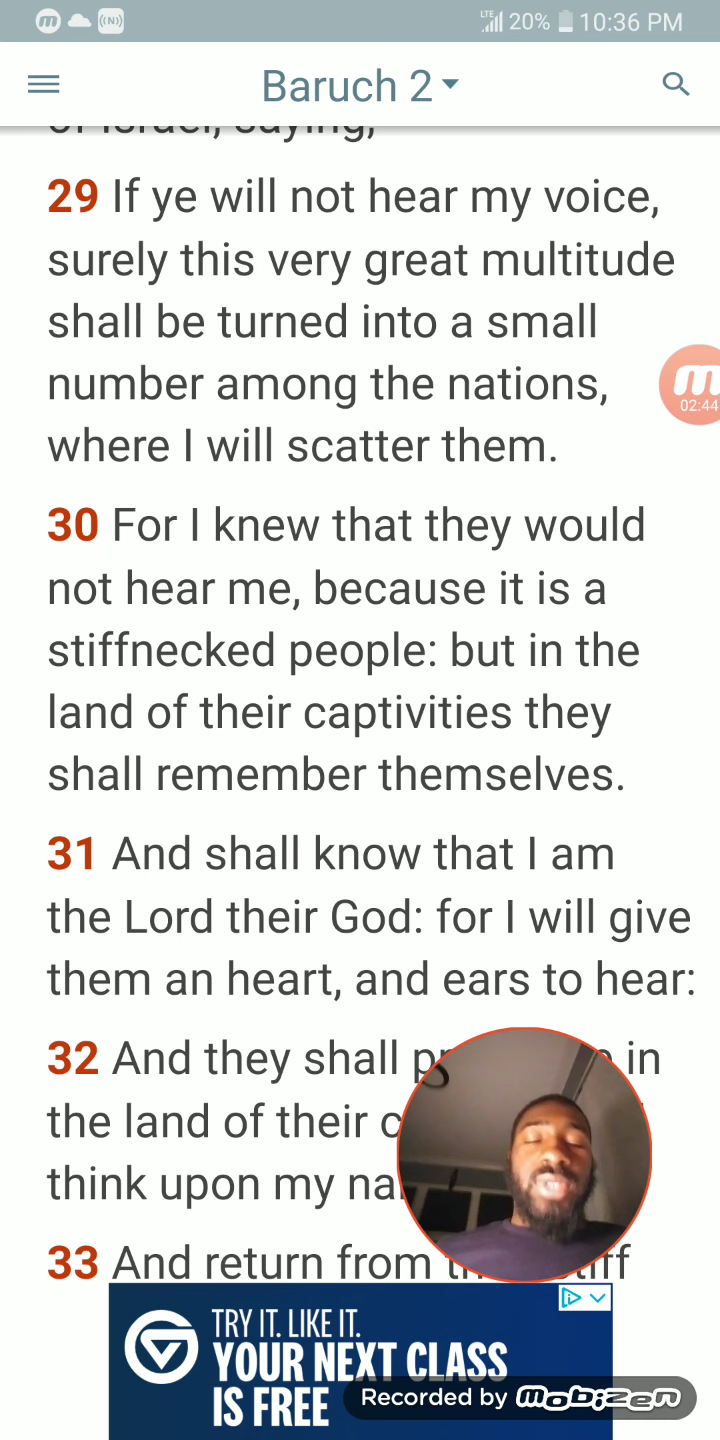 LTE 20% 10:36 PM
Baruch 2
of Israel, saying,
29 If ye will not hear my voice,
surely this very great multitude
shall be turned into a small
number among the nations,
where I will scatter them.
02:44
30 For I knew that they would
not hear me, because it is a
stiffnecked people: but in the
land of their captivities they
shall remember themselves.
31 And shall know that I am
the Lord their God: for I will give
them an heart, and ears to hear:
32 And they shall in
the land of their
think upon my
33 And return from
TRY IT. LIKE IT.
YOUR NEXT CLASS
IS FREE
Recorded by Mobizen